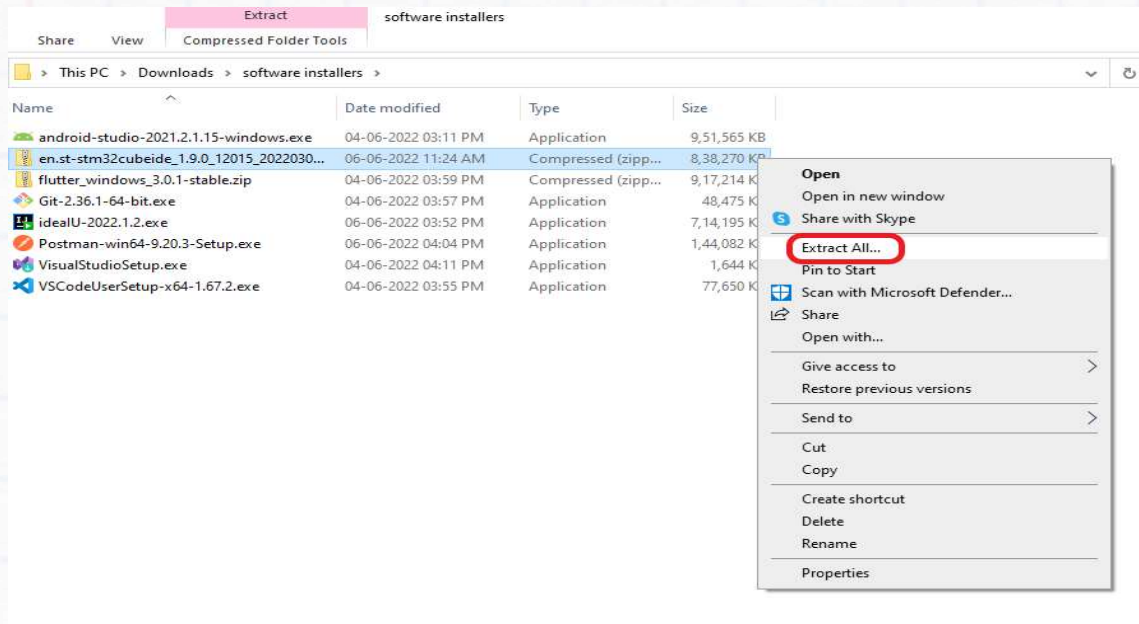 Extract software installers
Share View Compressed Folder Tools
> This PC > Downloads > software installers >
Name Date modified Type Size
android-studio-2021.2.1.15-windows.exe 04-06-2022 03:11 PM Application 9,51,565 KB
en.st-stm32cubeide_1.9.0_12015_2022030... 06-06-2022 11:24 AM Compressed (zipp... 8,38,270 KB
flutter_windows_3.0.1-stable.zip 04-06-2022 03:59 PM Compressed (zipp... 9,17,214 K
Git-2.36.1-64-bit.exe 04-06-2022 03:57 PM Application 48,475 K
ideaIU-2022.1.2.exe 06-06-2022 03:52 PM Application 7,14,195 K
Postman-win64-9.20.3-Setup.exe 06-06-2022 04:04 PM Application 1,44,082 K
VisualStudioSetup.exe 04-06-2022 04:11 PM Application 1,644 K
VSCodeUserSetup-x64-1.67.2.exe 04-06-2022 03:55 PM Application 77,650 K
Open
Open in new window
Share with Skype
Extract All...
Pin to Start
Scan with Microsoft Defender...
Share
Open with...
Give access to
Restore previous versions
Send to
Cut
Copy
Create shortcut
Delete
Rename
Properties